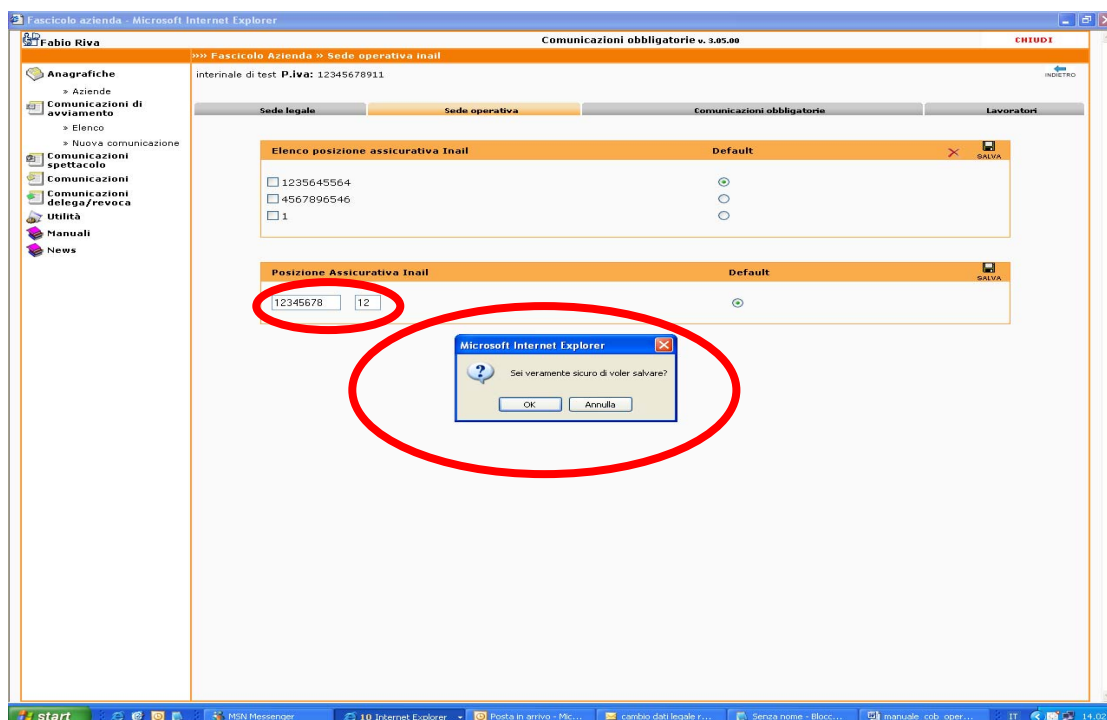 Fascicolo azienda - Microsoft Internet Explorer
Fabio Riva
Comunicazioni obbligatorie v. 3.05.00
CHIUDI
»»» Fascicolo Azienda » Sede operativa Inail
Anagrafiche
» Aziende
Comunicazioni di
avviamento
» Elenco
» Nuova comunicazione
Comunicazioni
spettacolo
Comunicazioni
Comunicazioni
delega/revoca
Utilità
Manuali
News
interinale di test P.iva: 12345678911
INDIETRO
Sede legale Sede operativa Comunicazioni obbligatorie Lavoratori
Elenco posizione assicurativa Inail Default SALVA
1235645564
4567896546
1
Posizione Assicurativa Inail Default SALVA
12345678 12
Microsoft Internet Explorer
Sei veramente sicuro di voler salvare?
OK Annulla
start MSN Messenger 10 Internet Explorer Posta in arrivo - Mic... cambio dati legale r... Senza nome - Blocc... manuale_cob_oper... IT 14.02